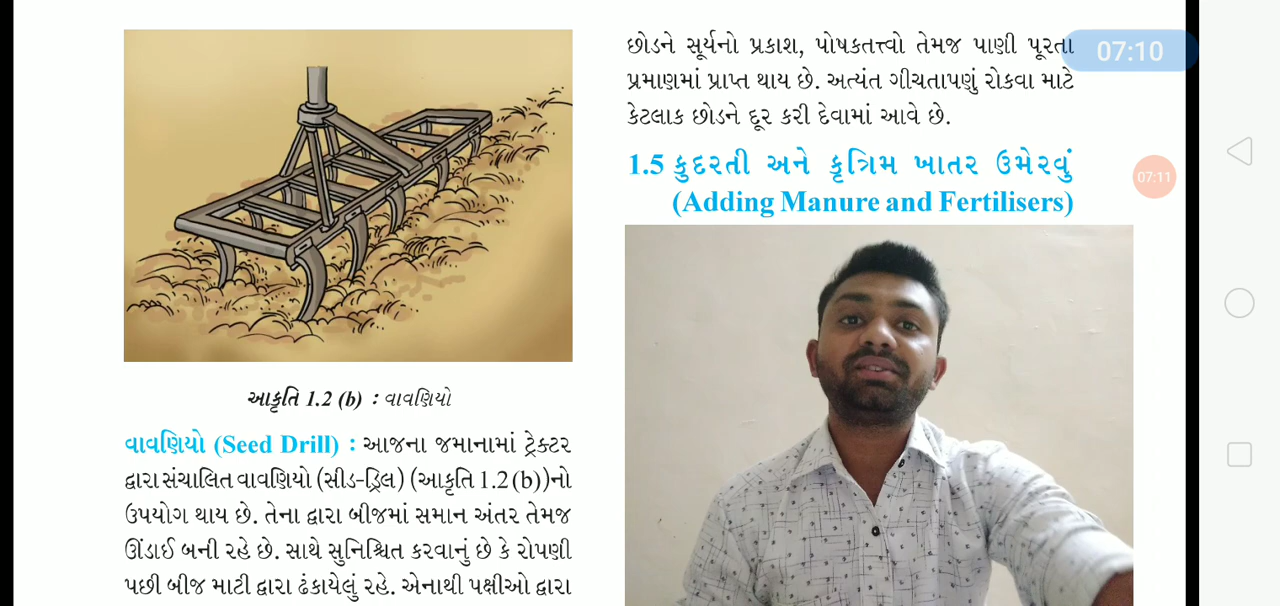 આકૃતિ 1.2 (b) : વાવણિયો
વાવણિયો (Seed Drill) : આજના જમાનામાં ટ્રેક્ટર
દ્વારા સંચાલિત વાવણિયો (સીડ-ડ્રિલ) (આકૃતિ 1.2 (b))નો
ઉપયોગ થાય છે. તેના દ્વારા બીજમાં સમાન અંતર તેમજ
ઊંડાઈ બની રહે છે. સાથે સુનિશ્ચિત કરવાનું છે કે રોપણી
પછી બીજ માટી દ્વારા ઢંકાયેલું રહે. એનાથી પક્ષીઓ દ્વારા
છોડને સૂર્યનો પ્રકાશ, પોષકતત્ત્વો તેમજ પાણી પૂરતા
પ્રમાણમાં પ્રાપ્ત થાય છે. અત્યંત ગીચતાપણું રોકવા માટે
કેટલાક છોડને દૂર કરી દેવામાં આવે છે.
1.5 કુદરતી અને કૃત્રિમ ખાતર ઉમેરવું
(Adding Manure and Fertilisers)
07:10
07:11